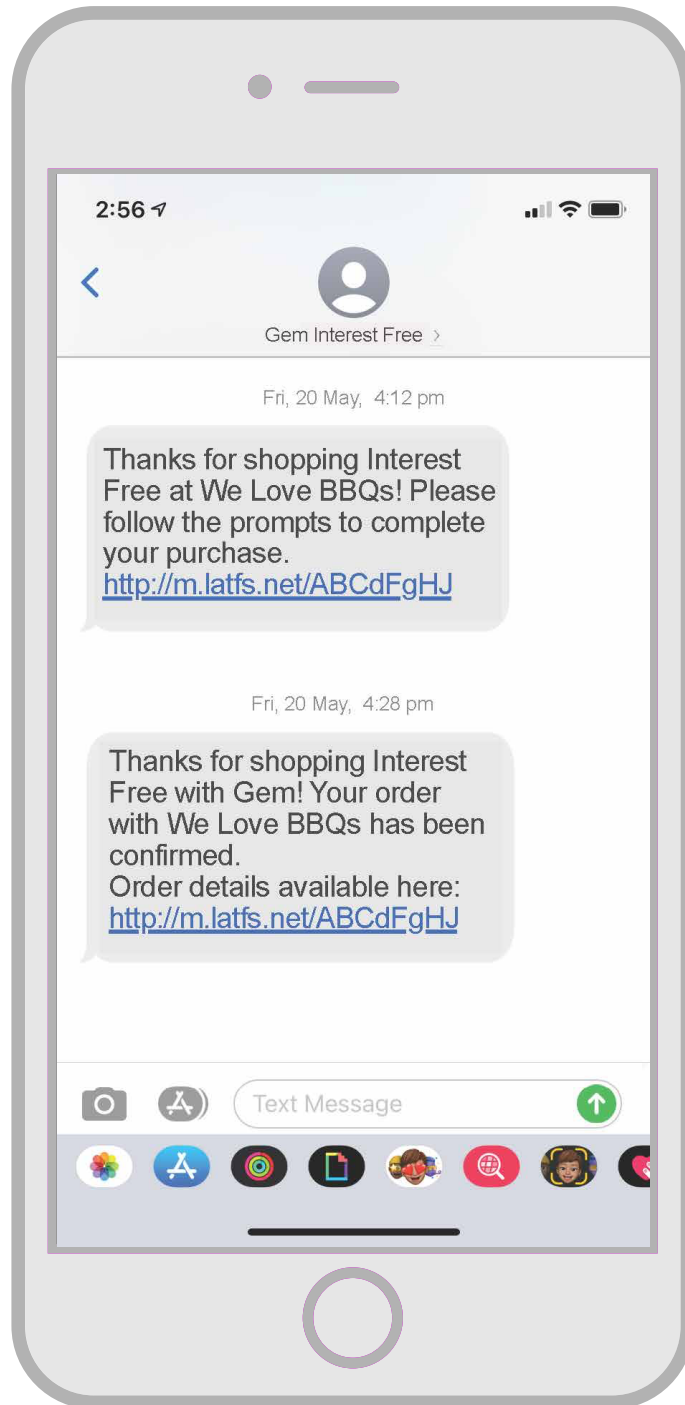 2:56
Gem Interest Free
Fri, 20 May, 4:12 pm
Thanks for shopping Interest
Free at We Love BBQs! Please
follow the prompts to complete
your purchase.
http://m.latfs.net/ABCdFgHJ
Fri, 20 May, 4:28 pm
Thanks for shopping Interest
Free with Gem! Your order
with We Love BBQs has been
confirmed.
Order details available here:
http://m.latfs.net/ABCdFgHJ
Text Message